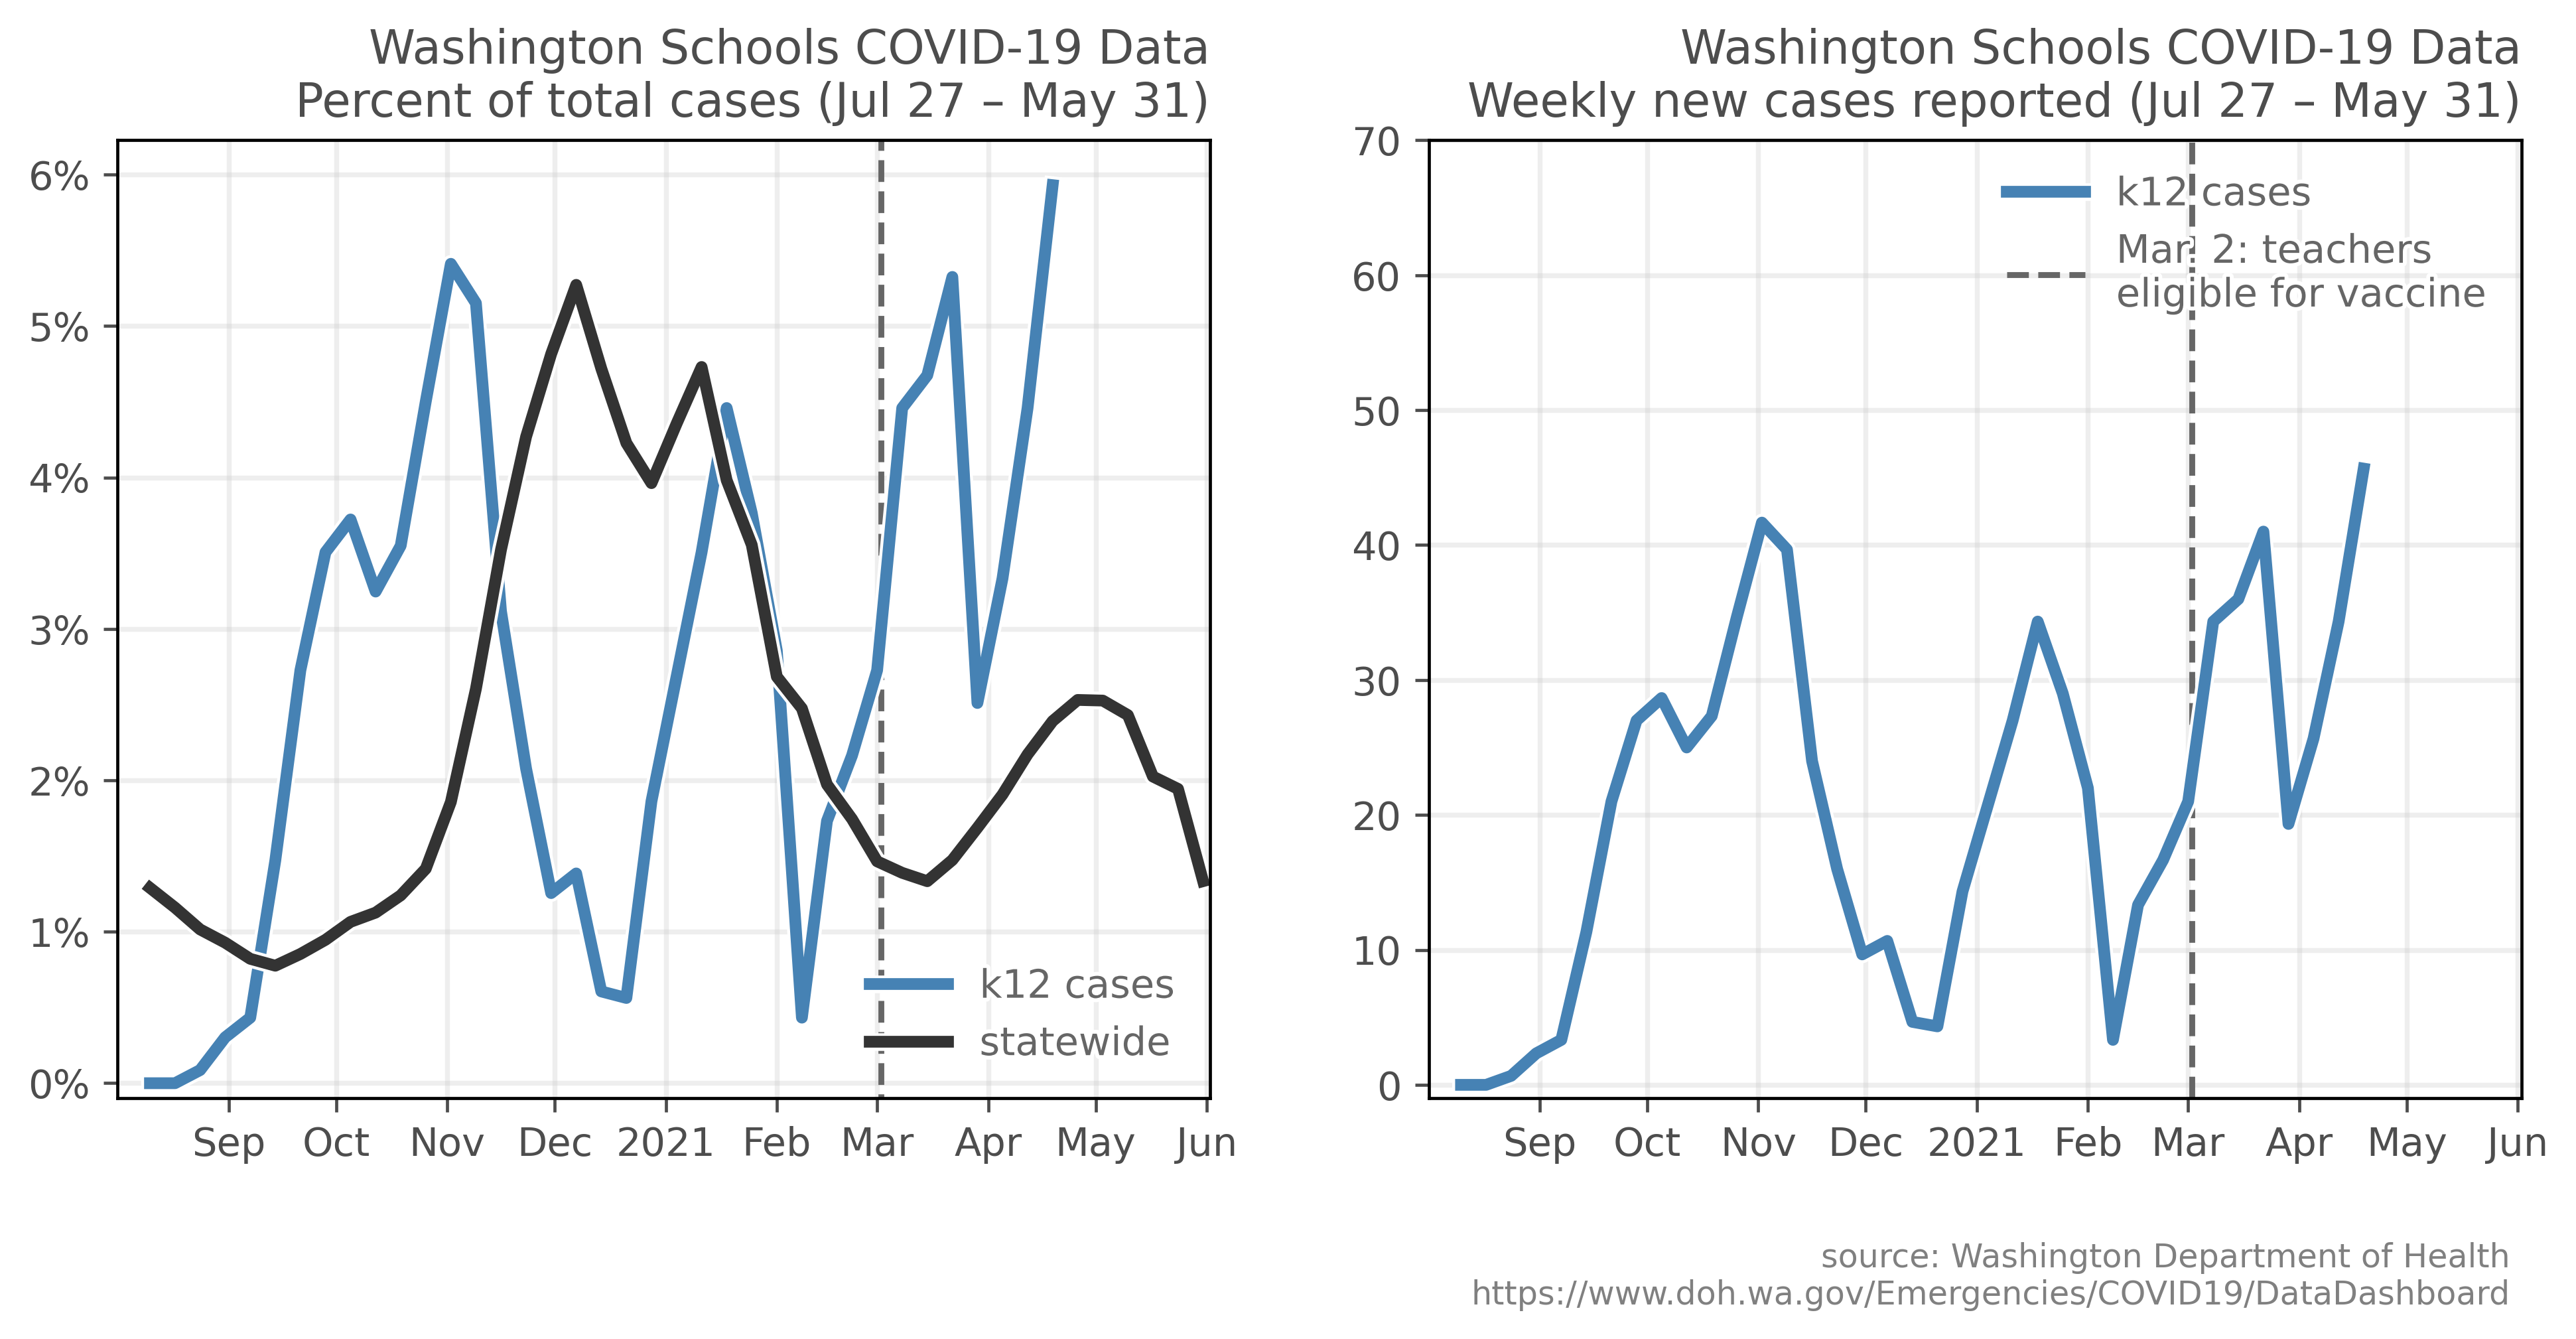 Washington Schools COVID-19 Data
Percent of total cases (Jul 27 – May 31)
6%
5%
4%
3%
2%
1%
0%
k12 cases
statewide
Sep Oct Nov Dec 2021 Feb Mar Apr May Jun
Washington Schools COVID-19 Data
Weekly new cases reported (Jul 27 – May 31)
70
60
50
40
30
20
10
0
k12 cases
Mar. 2: teachers
eligible for vaccine
Sep Oct Nov Dec 2021 Feb Mar Apr May Jun
source: Washington Department of Health
https://www.doh.wa.gov/Emergencies/COVID19/DataDashboard